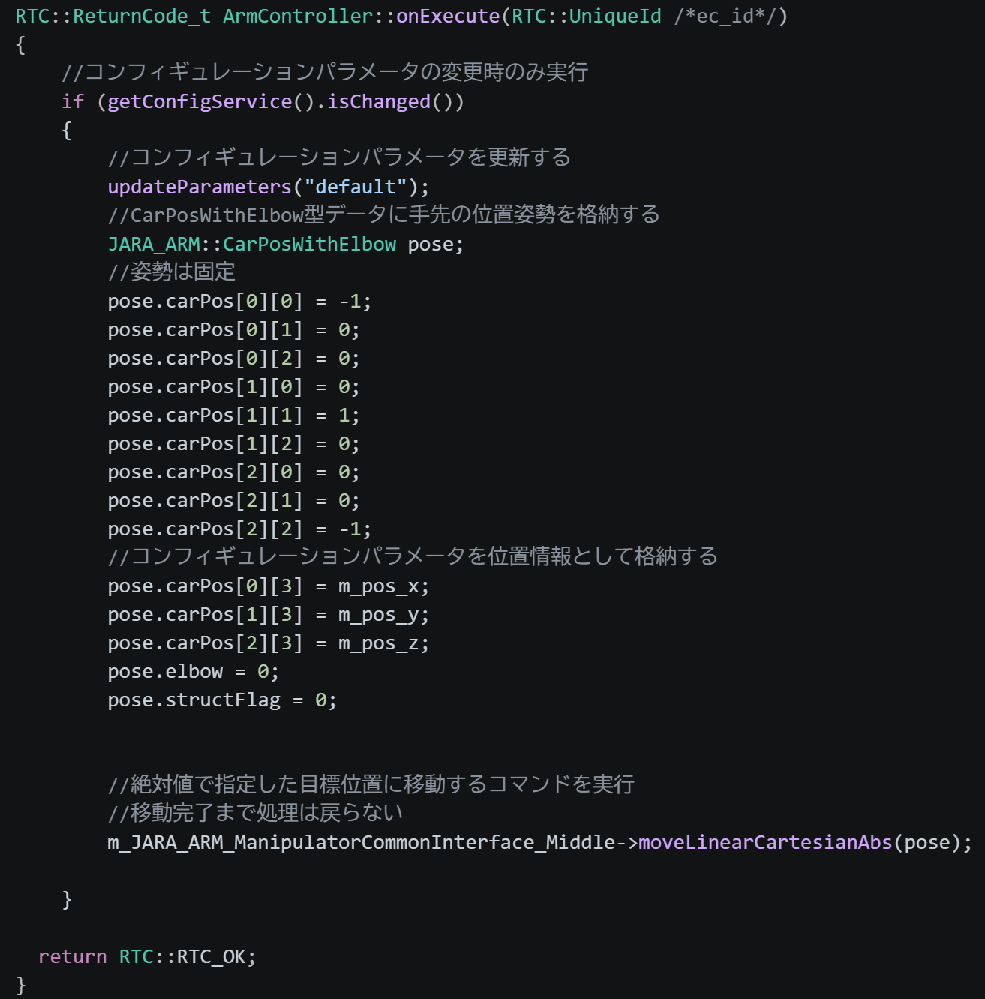 RTC::ReturnCode_t ArmController::onExecute(RTC::UniqueId /*ec_id*/)
{
    //コンフィギュレーションパラメータの変更時のみ実行
    if (getConfigService().isChanged())
    {
        //コンフィギュレーションパラメータを更新する
        updateParameters("default");
        //CarPosWithElbow型データに手先の位置姿勢を格納する
        JARA_ARM::CarPosWithElbow pose;
        //姿勢は固定
        pose.carPos[0][0] = -1;
        pose.carPos[0][1] = 0;
        pose.carPos[0][2] = 0;
        pose.carPos[1][0] = 0;
        pose.carPos[1][1] = 1;
        pose.carPos[1][2] = 0;
        pose.carPos[2][0] = 0;
        pose.carPos[2][1] = 0;
        pose.carPos[2][2] = -1;
        //コンフィギュレーションパラメータを位置情報として格納する
        pose.carPos[0][3] = m_pos_x;
        pose.carPos[1][3] = m_pos_y;
        pose.carPos[2][3] = m_pos_z;
        pose.elbow = 0;
        pose.structFlag = 0;
        //絶対値で指定した目標位置に移動するコマンドを実行
        //移動完了まで処理は戻らない
        m_JARA_ARM_ManipulatorCommonInterface_Middle->moveLinearCartesianAbs(pose);
    }
  return RTC::RTC_OK;
}